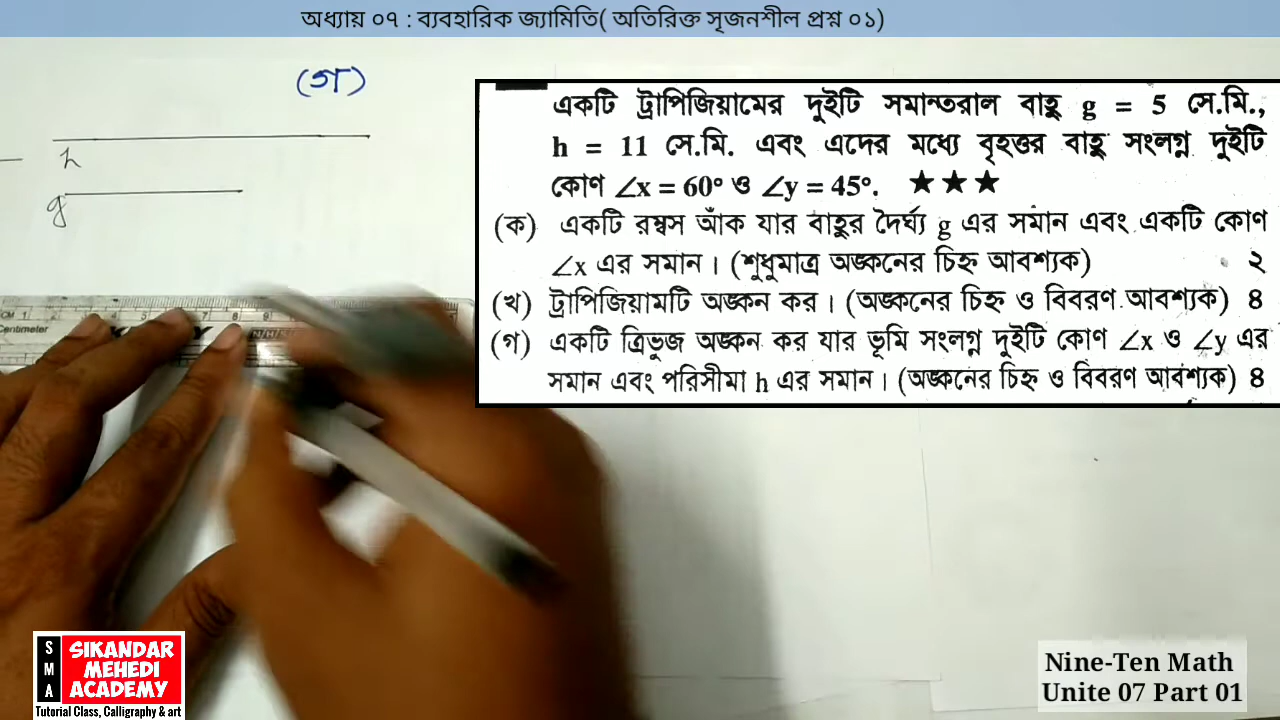 অধ্যায় ০৭ : ব্যবহারিক জ্যামিতি( অতিরিক্ত সৃজনশীল প্রশ্ন ০১)
(গ)
h
g
একটি ট্রাপিজিয়ামের দুইটি সমান্তরাল বাহু g = 5 সে.মি.,
h = 11 সে.মি. এবং এদের মধ্যে বৃহত্তর বাহু সংলগ্ন দুইটি
কোণ ∠x = 60° ও ∠y = 45°. ★★★
(ক) একটি রম্বস আঁক যার বাহুর দৈর্ঘ্য g এর সমান এবং একটি কোণ
∠x এর সমান। (শুধুমাত্র অঙ্কনের চিহ্ন আবশ্যক) ২
(খ) ট্রাপিজিয়ামটি অঙ্কন কর। (অঙ্কনের চিহ্ন ও বিবরণ আবশ্যক) ৪
(গ) একটি ত্রিভুজ অঙ্কন কর যার ভূমি সংলগ্ন দুইটি কোণ ∠x ও ∠y এর
সমান এবং পরিসীমা h এর সমান। (অঙ্কনের চিহ্ন ও বিবরণ আবশ্যক) ৪
Centimeter
SMA
SIKANDAR
MEHEDI
ACADEMY
Tutorial Class, Calligraphy & art
Nine-Ten Math
Unite 07 Part 01